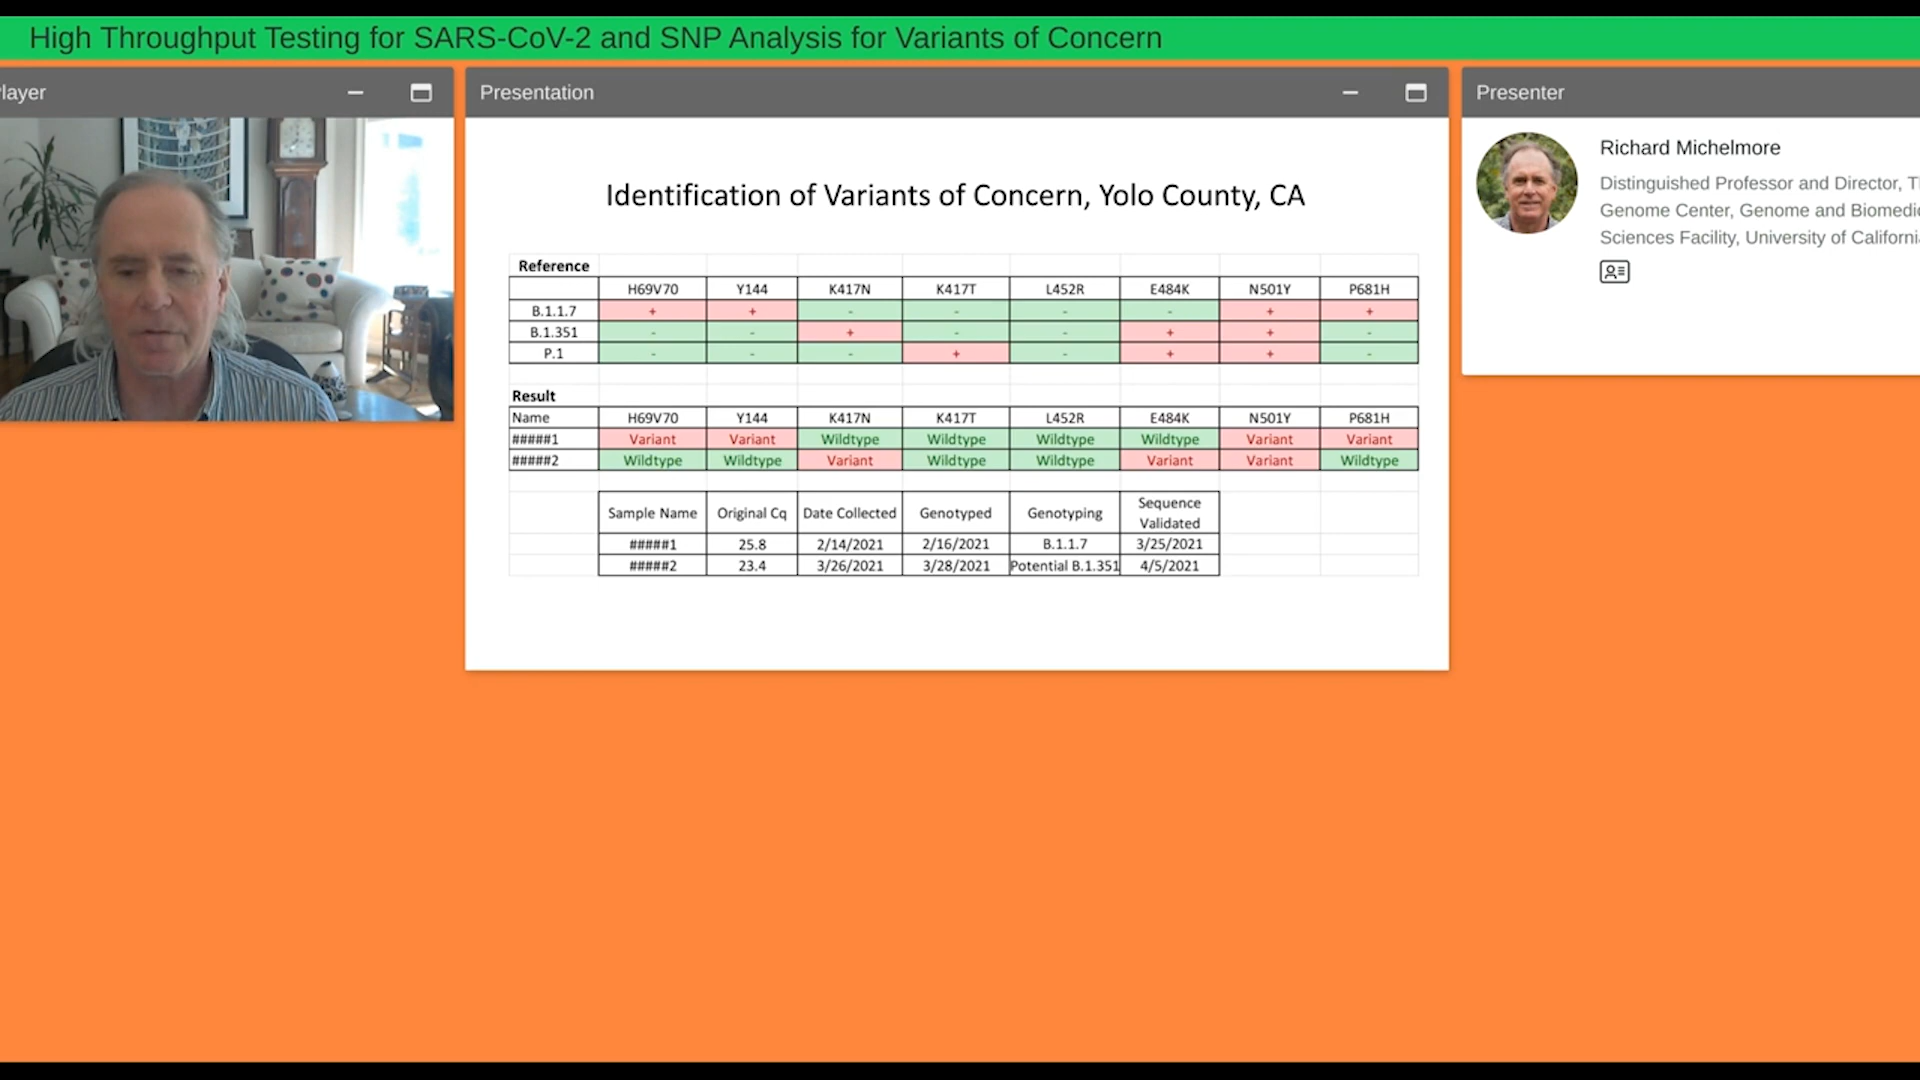 High Throughput Testing for SARS-CoV-2 and SNP Analysis for Variants of Concern
layer
Presentation
Presenter
Identification of Variants of Concern, Yolo County, CA
Reference
H69V70 Y144 K417N K417T L452R E484K N501Y P681H
B.1.1.7 + + - - - - + +
B.1.351 - - + - - + + -
P.1 - - - + - + + -
Result
Name H69V70 Y144 K417N K417T L452R E484K N501Y P681H
#####1 Variant Variant Wildtype Wildtype Wildtype Wildtype Variant Variant
#####2 Wildtype Wildtype Variant Wildtype Wildtype Variant Variant Wildtype
Sample Name Original Cq Date Collected Genotyped Genotyping Sequence Validated
#####1 25.8 2/14/2021 2/16/2021 B.1.1.7 3/25/2021
#####2 23.4 3/26/2021 3/28/2021 Potential B.1.351 4/5/2021
Richard Michelmore
Distinguished Professor and Director, T
Genome Center, Genome and Biomedic
Sciences Facility, University of Californi